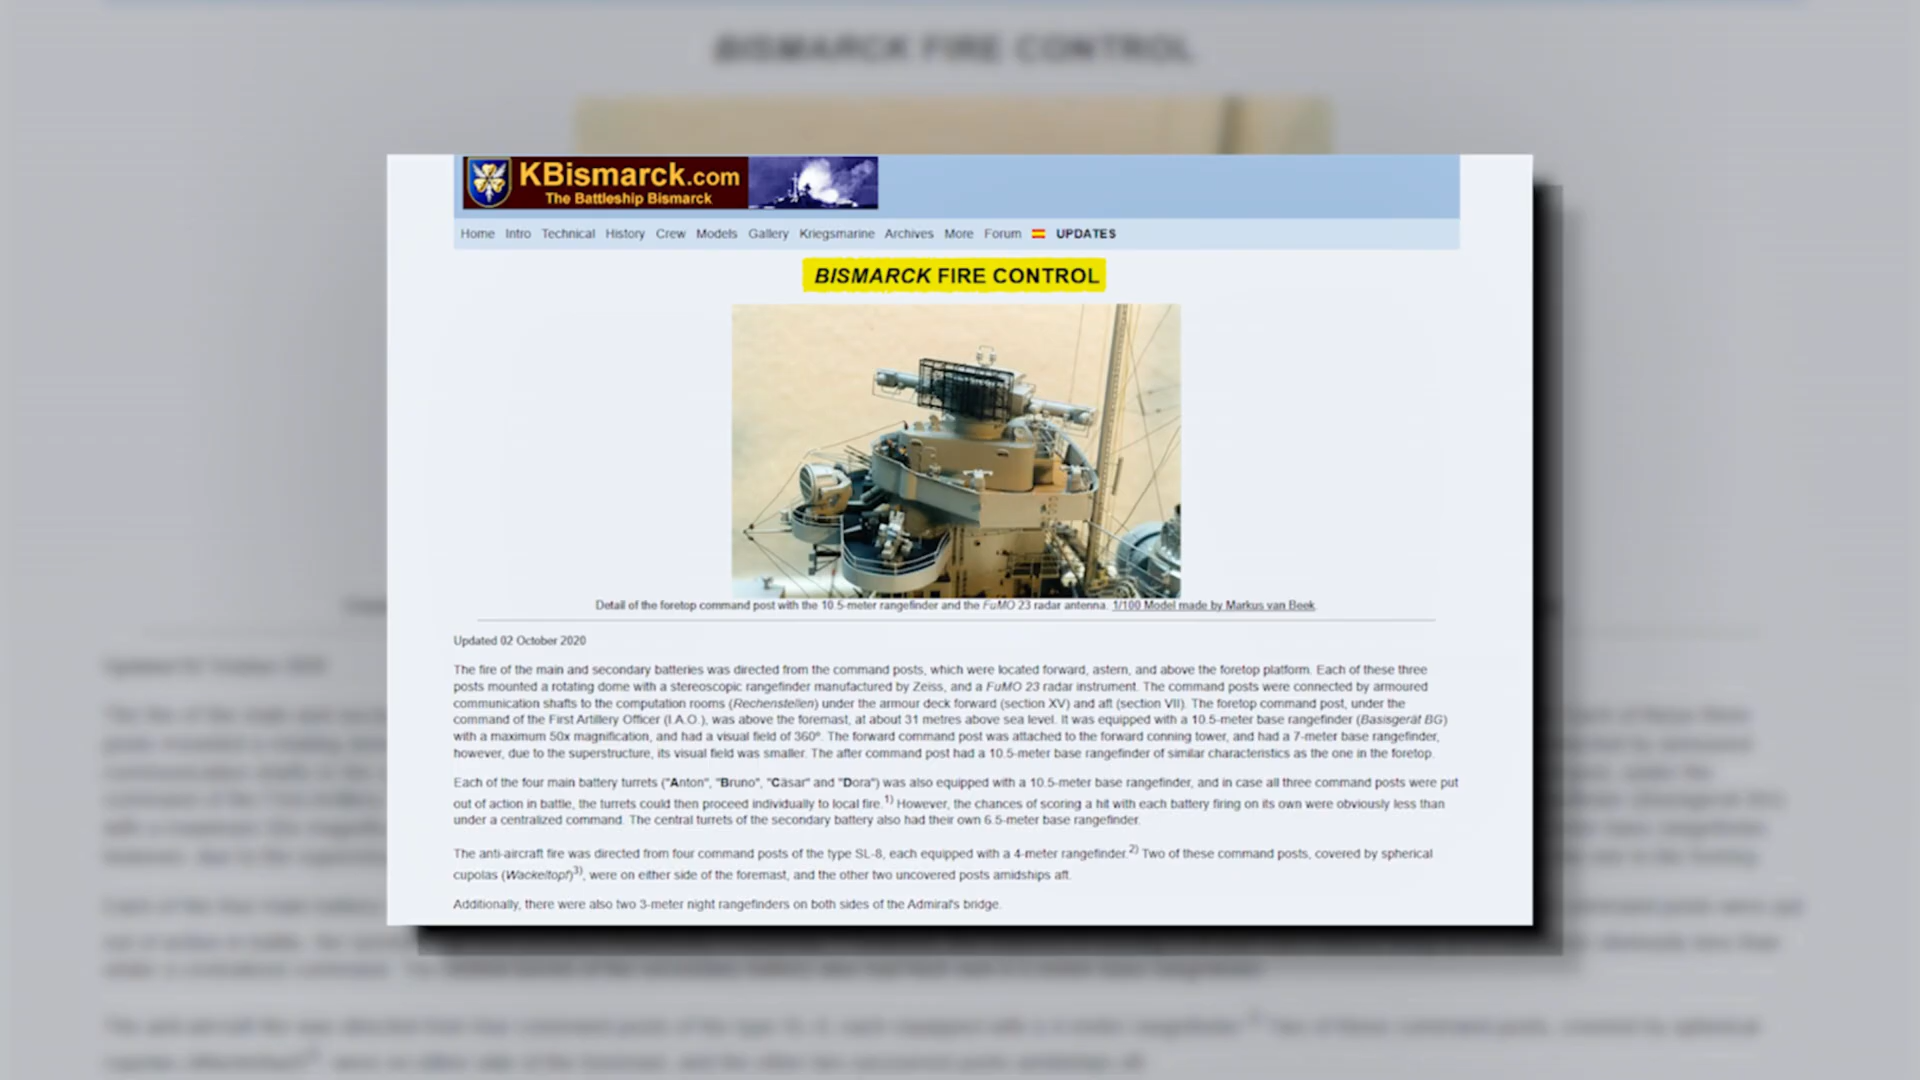 BISMARCK FIRE CONTROL
KBismarck.com
The Battleship Bismarck
Home Intro Technical History Crew Models Gallery Kriegsmarine Archives More Forum UPDATES
BISMARCK FIRE CONTROL
Detail of the foretop command post with the 10.5-meter rangefinder and the FuMO 23 radar antenna. 1/100 Model made by Markus van Beek.
Updated 02 October 2020
The fire of the main and secondary batteries was directed from the command posts, which were located forward, astern, and above the foretop platform. Each of these three
posts mounted a rotating dome with a stereoscopic rangefinder manufactured by Zeiss, and a FuMO 23 radar instrument. The command posts were connected by armoured
communication shafts to the computation rooms (Rechenstellen) under the armour deck forward (section XV) and aft (section VII). The foretop command post, under the
command of the First Artillery Officer (I.A.O.), was above the foremast, at about 31 metres above sea level. It was equipped with a 10.5-meter base rangefinder (Basisgerät BG)
with a maximum 50x magnification, and had a visual field of 360º. The forward command post was attached to the forward conning tower, and had a 7-meter base rangefinder,
however, due to the superstructure, its visual field was smaller. The after command post had a 10.5-meter base rangefinder of similar characteristics as the one in the foretop.
Each of the four main battery turrets ("Anton", "Bruno", "Cäsar" and "Dora") was also equipped with a 10.5-meter base rangefinder, and in case all three command posts were put
out of action in battle, the turrets could then proceed individually to local fire.1) However, the chances of scoring a hit with each battery firing on its own were obviously less than
under a centralized command. The central turrets of the secondary battery also had their own 6.5-meter base rangefinder.
The anti-aircraft fire was directed from four command posts of the type SL-8, each equipped with a 4-meter rangefinder.2) Two of these command posts, covered by spherical
cupolas (Wackeltopf)3), were on either side of the foremast, and the other two uncovered posts amidships aft.
Additionally, there were also two 3-meter night rangefinders on both sides of the Admiral's bridge.